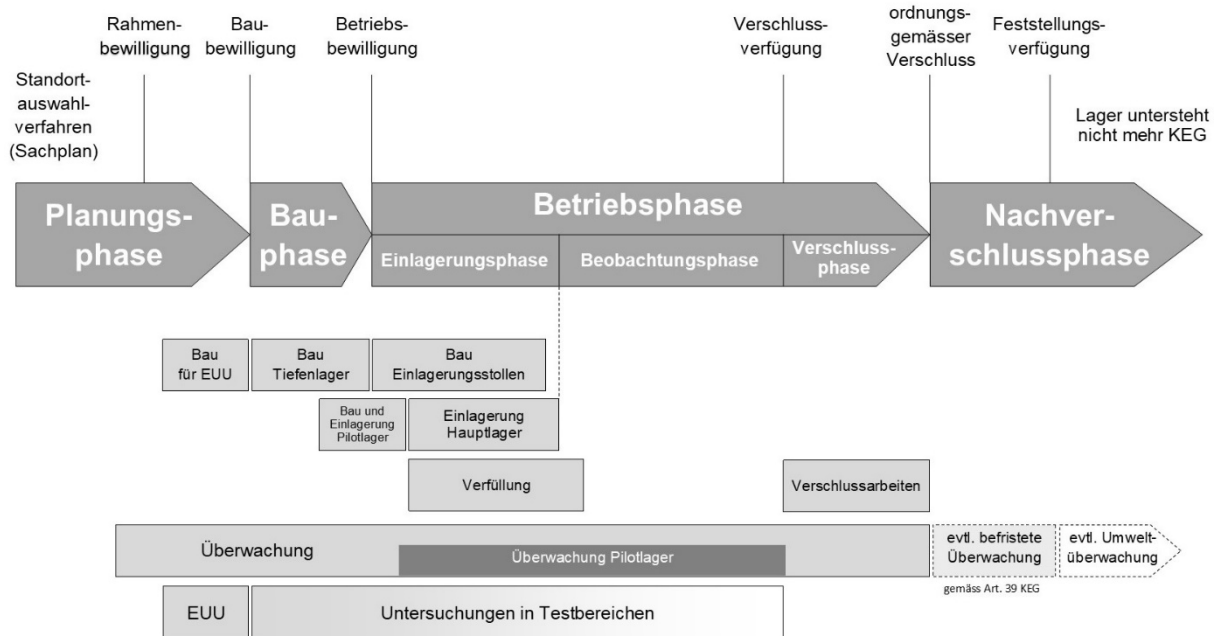 Rahmen-
bewilligung
Bau-
bewilligung
Betriebs-
bewilligung
Verschluss-
verfügung
ordnungs-
gemässer
Verschluss
Feststellungs-
verfügung
Standort-
auswahl-
verfahren
(Sachplan)
Lager untersteht
nicht mehr KEG
Planungs-
phase
Bau-
phase
Betriebsphase
Einlagerungsphase
Beobachtungsphase
Verschluss-
phase
Nachver-
schlussphase
Bau
für EUU
Bau
Tiefenlager
Bau
Einlagerungsstollen
Bau und
Einlagerung
Pilotlager
Einlagerung
Hauptlager
Verfüllung
Verschlussarbeiten
Überwachung
Überwachung Pilotlager
evtl. befristete
Überwachung
evtl. Umwelt-
überwachung
gemäss Art. 39 KEG
EUU
Untersuchungen in Testbereichen